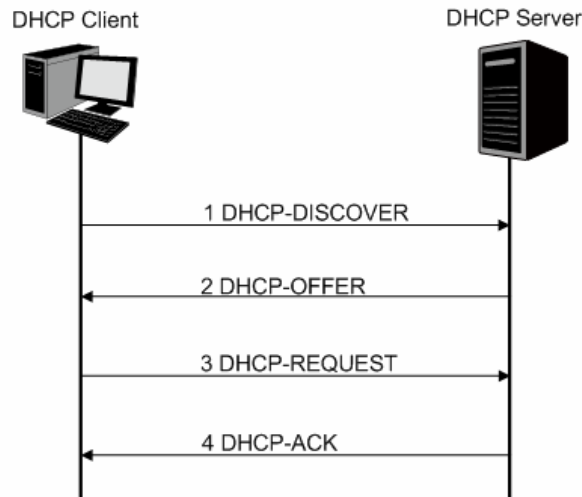 DHCP Client
DHCP Server
1 DHCP-DISCOVER
2 DHCP-OFFER
3 DHCP-REQUEST
4 DHCP-ACK